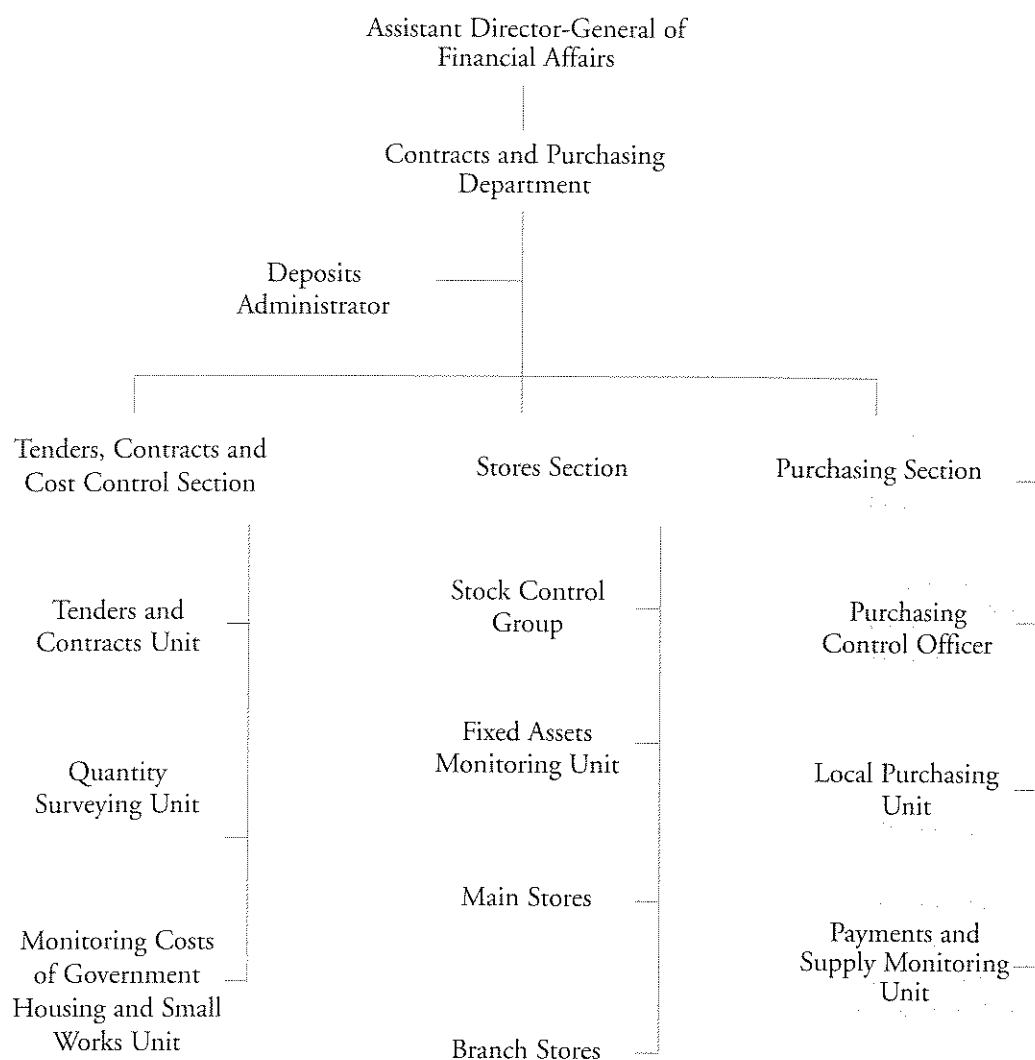 Assistant Director-General of
Financial Affairs
Contracts and Purchasing
Department
Deposits
Administrator
Tenders, Contracts and
Cost Control Section
Tenders and
Contracts Unit
Quantity
Surveying Unit
Monitoring Costs
of Government
Housing and Small
Works Unit
Stores Section
Stock Control
Group
Fixed Assets
Monitoring Unit
Main Stores
Branch Stores
Purchasing Section
Purchasing
Control Officer
Local Purchasing
Unit
Payments and
Supply Monitoring
Unit